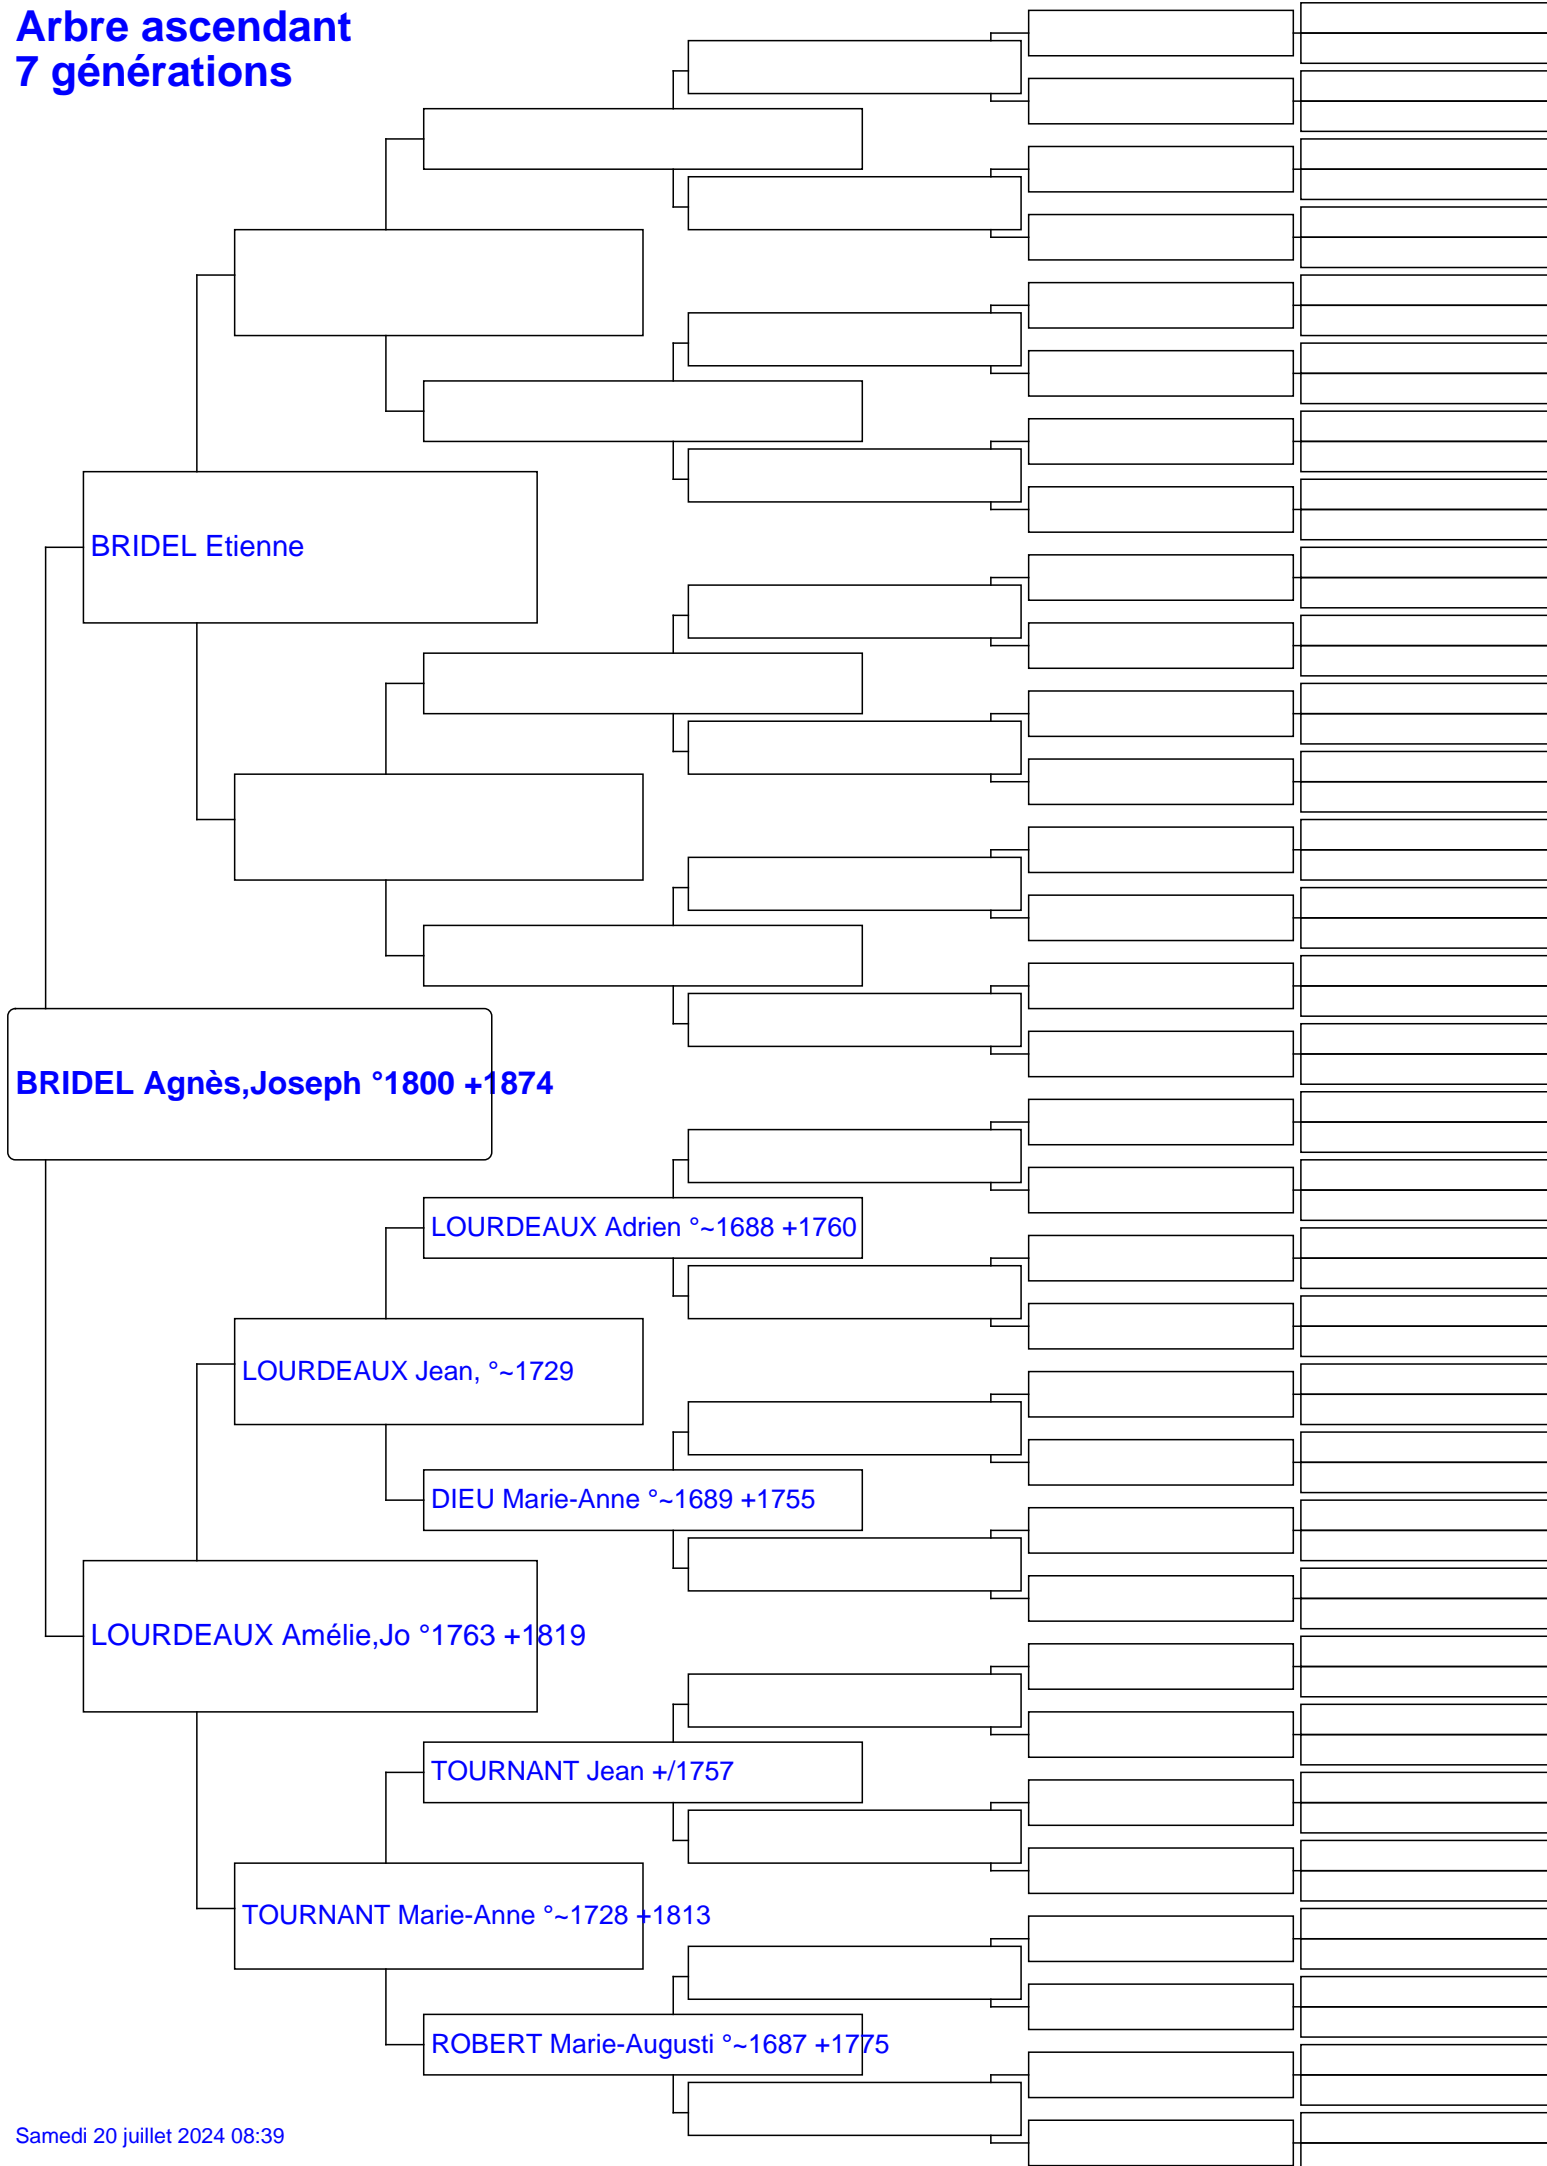 Arbre ascendant
7 générations
BRIDEL Etienne
BRIDEL Agnès,Joseph °1800 +1874
LOURDEAUX Adrien °~1688 +1760
LOURDEAUX Jean, °~1729
DIEU Marie-Anne °~1689 +1755
LOURDEAUX Amélie,Jo °1763 +1819
TOURNANT Jean +/1757
TOURNANT Marie-Anne °~1728 +1813
ROBERT Marie-Augusti °~1687 +1775
Samedi 20 juillet 2024 08:39